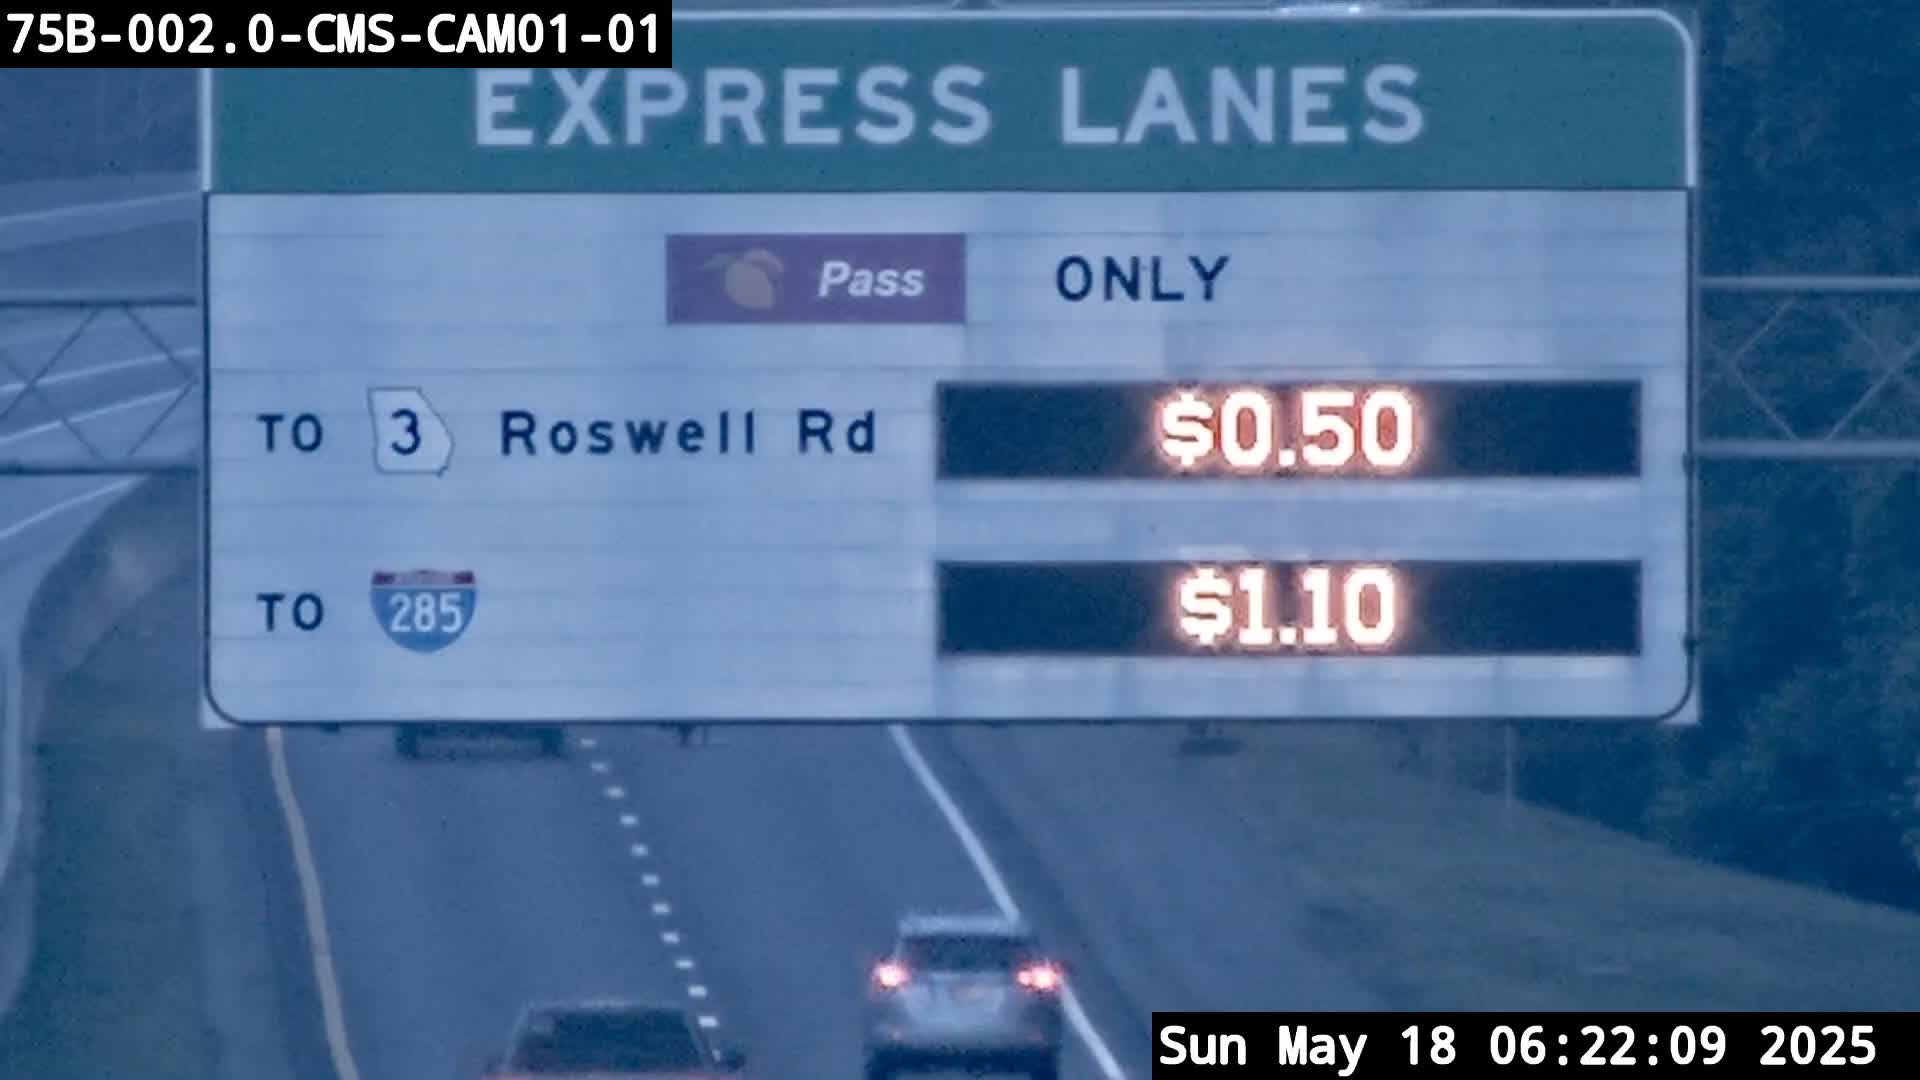 75B-002.0-CMS-CAM01-01
EXPRESS LANES
Pass ONLY
TO 3 Roswell Rd $0.50
TO 285 $1.10
Sun May 18 06:22:09 2025